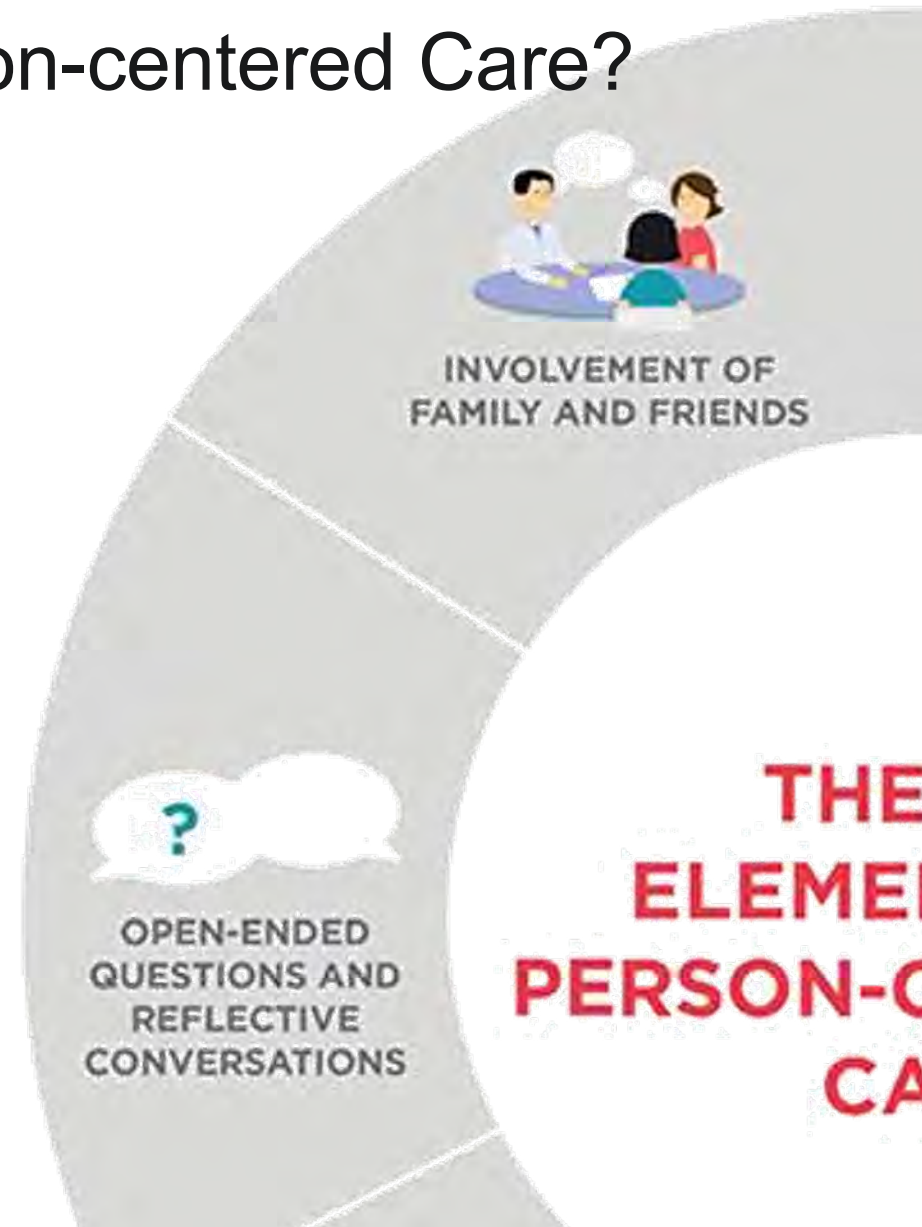 on-centered Care?
INVOLVEMENT OF
FAMILY AND FRIENDS
?
OPEN-ENDED
QUESTIONS AND
REFLECTIVE
CONVERSATIONS
THE
ELEME
PERSON-C
CA